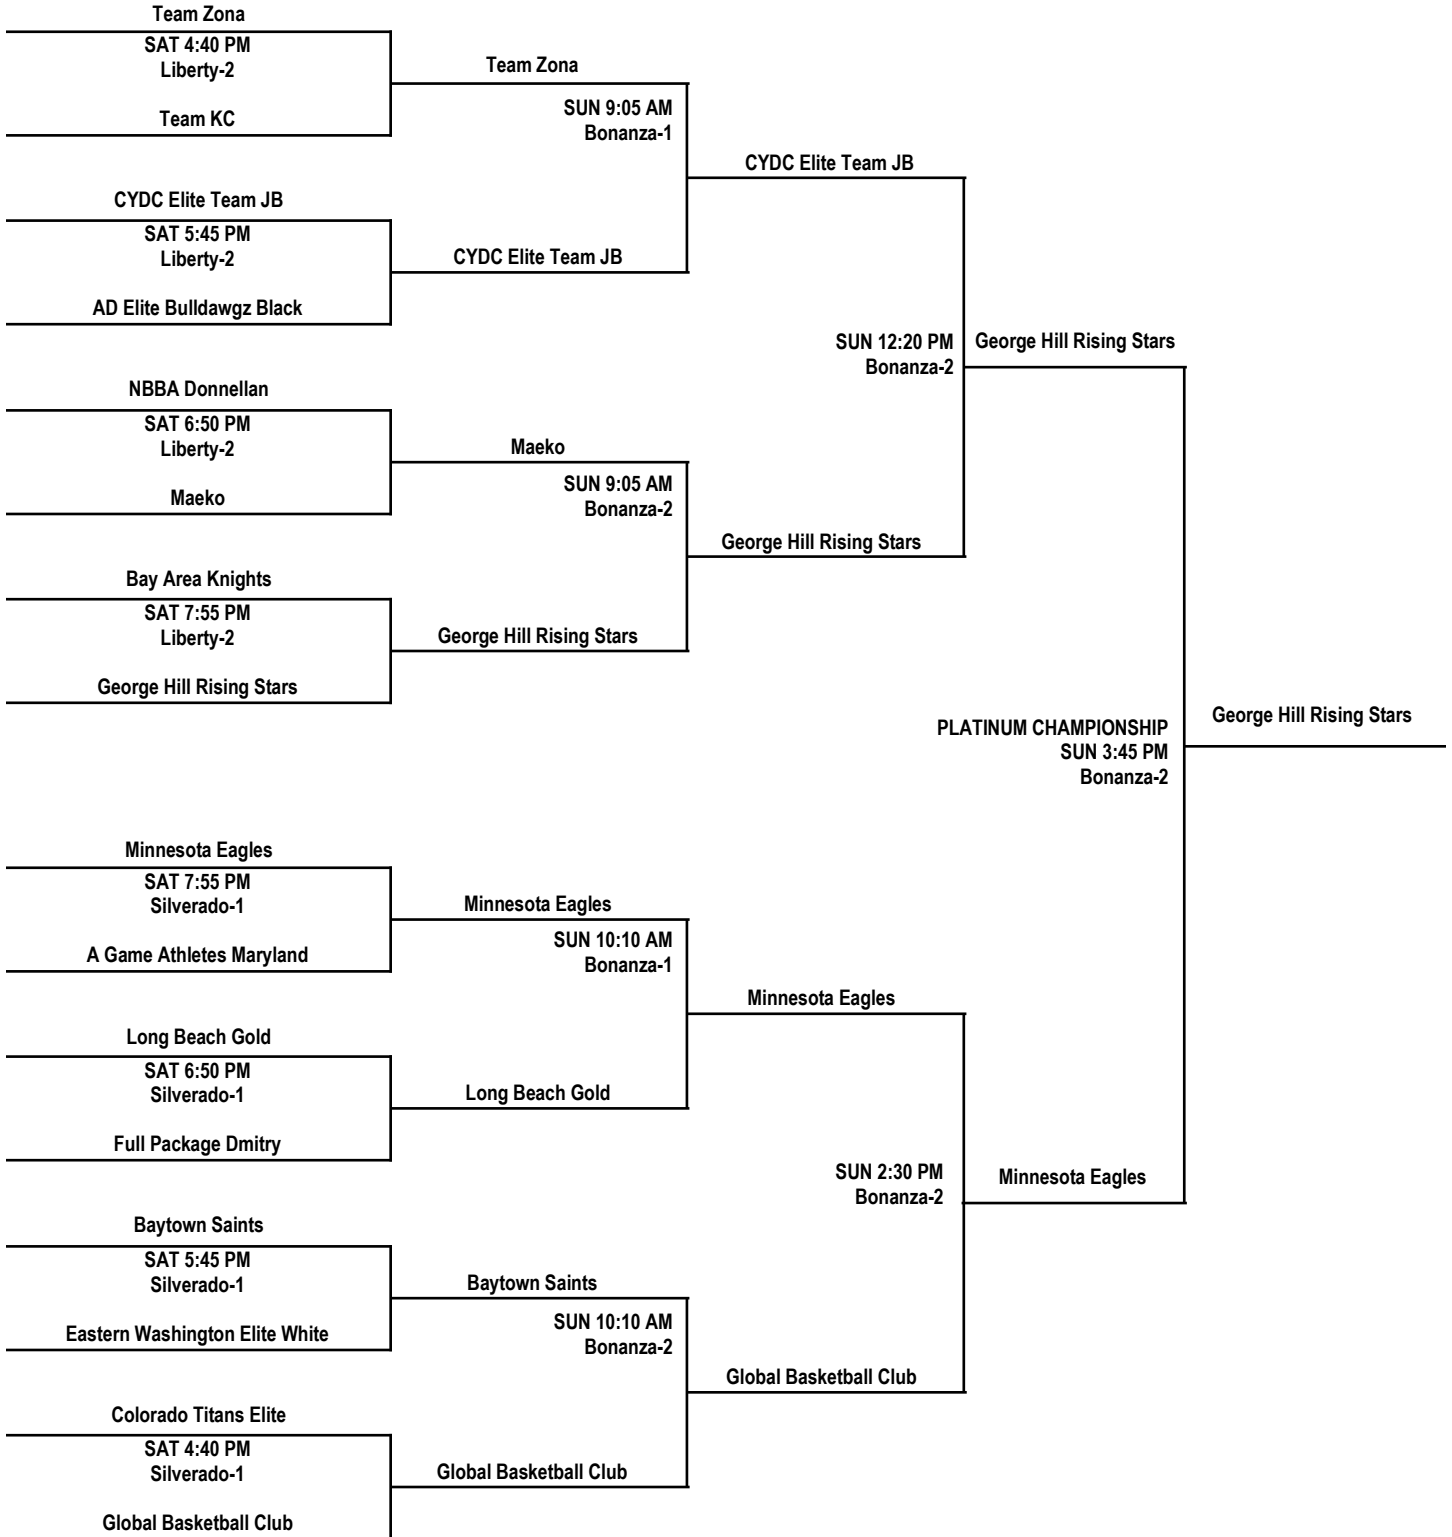 Team Zona
SAT 4:40 PM
Liberty-2
Team KC
CYDC Elite Team JB
SAT 5:45 PM
Liberty-2
AD Elite Bulldawgz Black
NBBA Donnellan
SAT 6:50 PM
Liberty-2
Maeko
Bay Area Knights
SAT 7:55 PM
Liberty-2
George Hill Rising Stars
Minnesota Eagles
SAT 7:55 PM
Silverado-1
A Game Athletes Maryland
Long Beach Gold
SAT 6:50 PM
Silverado-1
Full Package Dmitry
Baytown Saints
SAT 5:45 PM
Silverado-1
Eastern Washington Elite White
Colorado Titans Elite
SAT 4:40 PM
Silverado-1
Global Basketball Club
Team Zona
SUN 9:05 AM
Bonanza-1
CYDC Elite Team JB
Maeko
SUN 9:05 AM
Bonanza-2
George Hill Rising Stars
Minnesota Eagles
SUN 10:10 AM
Bonanza-1
Long Beach Gold
Baytown Saints
SUN 10:10 AM
Bonanza-2
Global Basketball Club
CYDC Elite Team JB
SUN 12:20 PM
Bonanza-2
George Hill Rising Stars
Minnesota Eagles
SUN 2:30 PM
Bonanza-2
Global Basketball Club
George Hill Rising Stars
PLATINUM CHAMPIONSHIP
SUN 3:45 PM
Bonanza-2
Minnesota Eagles
George Hill Rising Stars